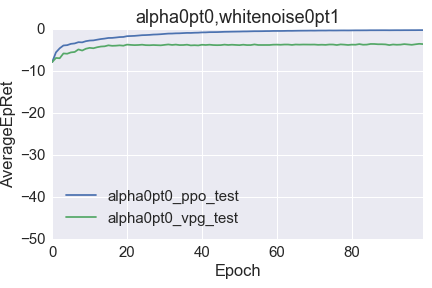 alpha0pt0,whitenoise0pt1
AverageEpRet
0
−10
−20
−30
−40
−50
alpha0pt0_ppo_test
alpha0pt0_vpg_test
0 20 40 60 80
Epoch